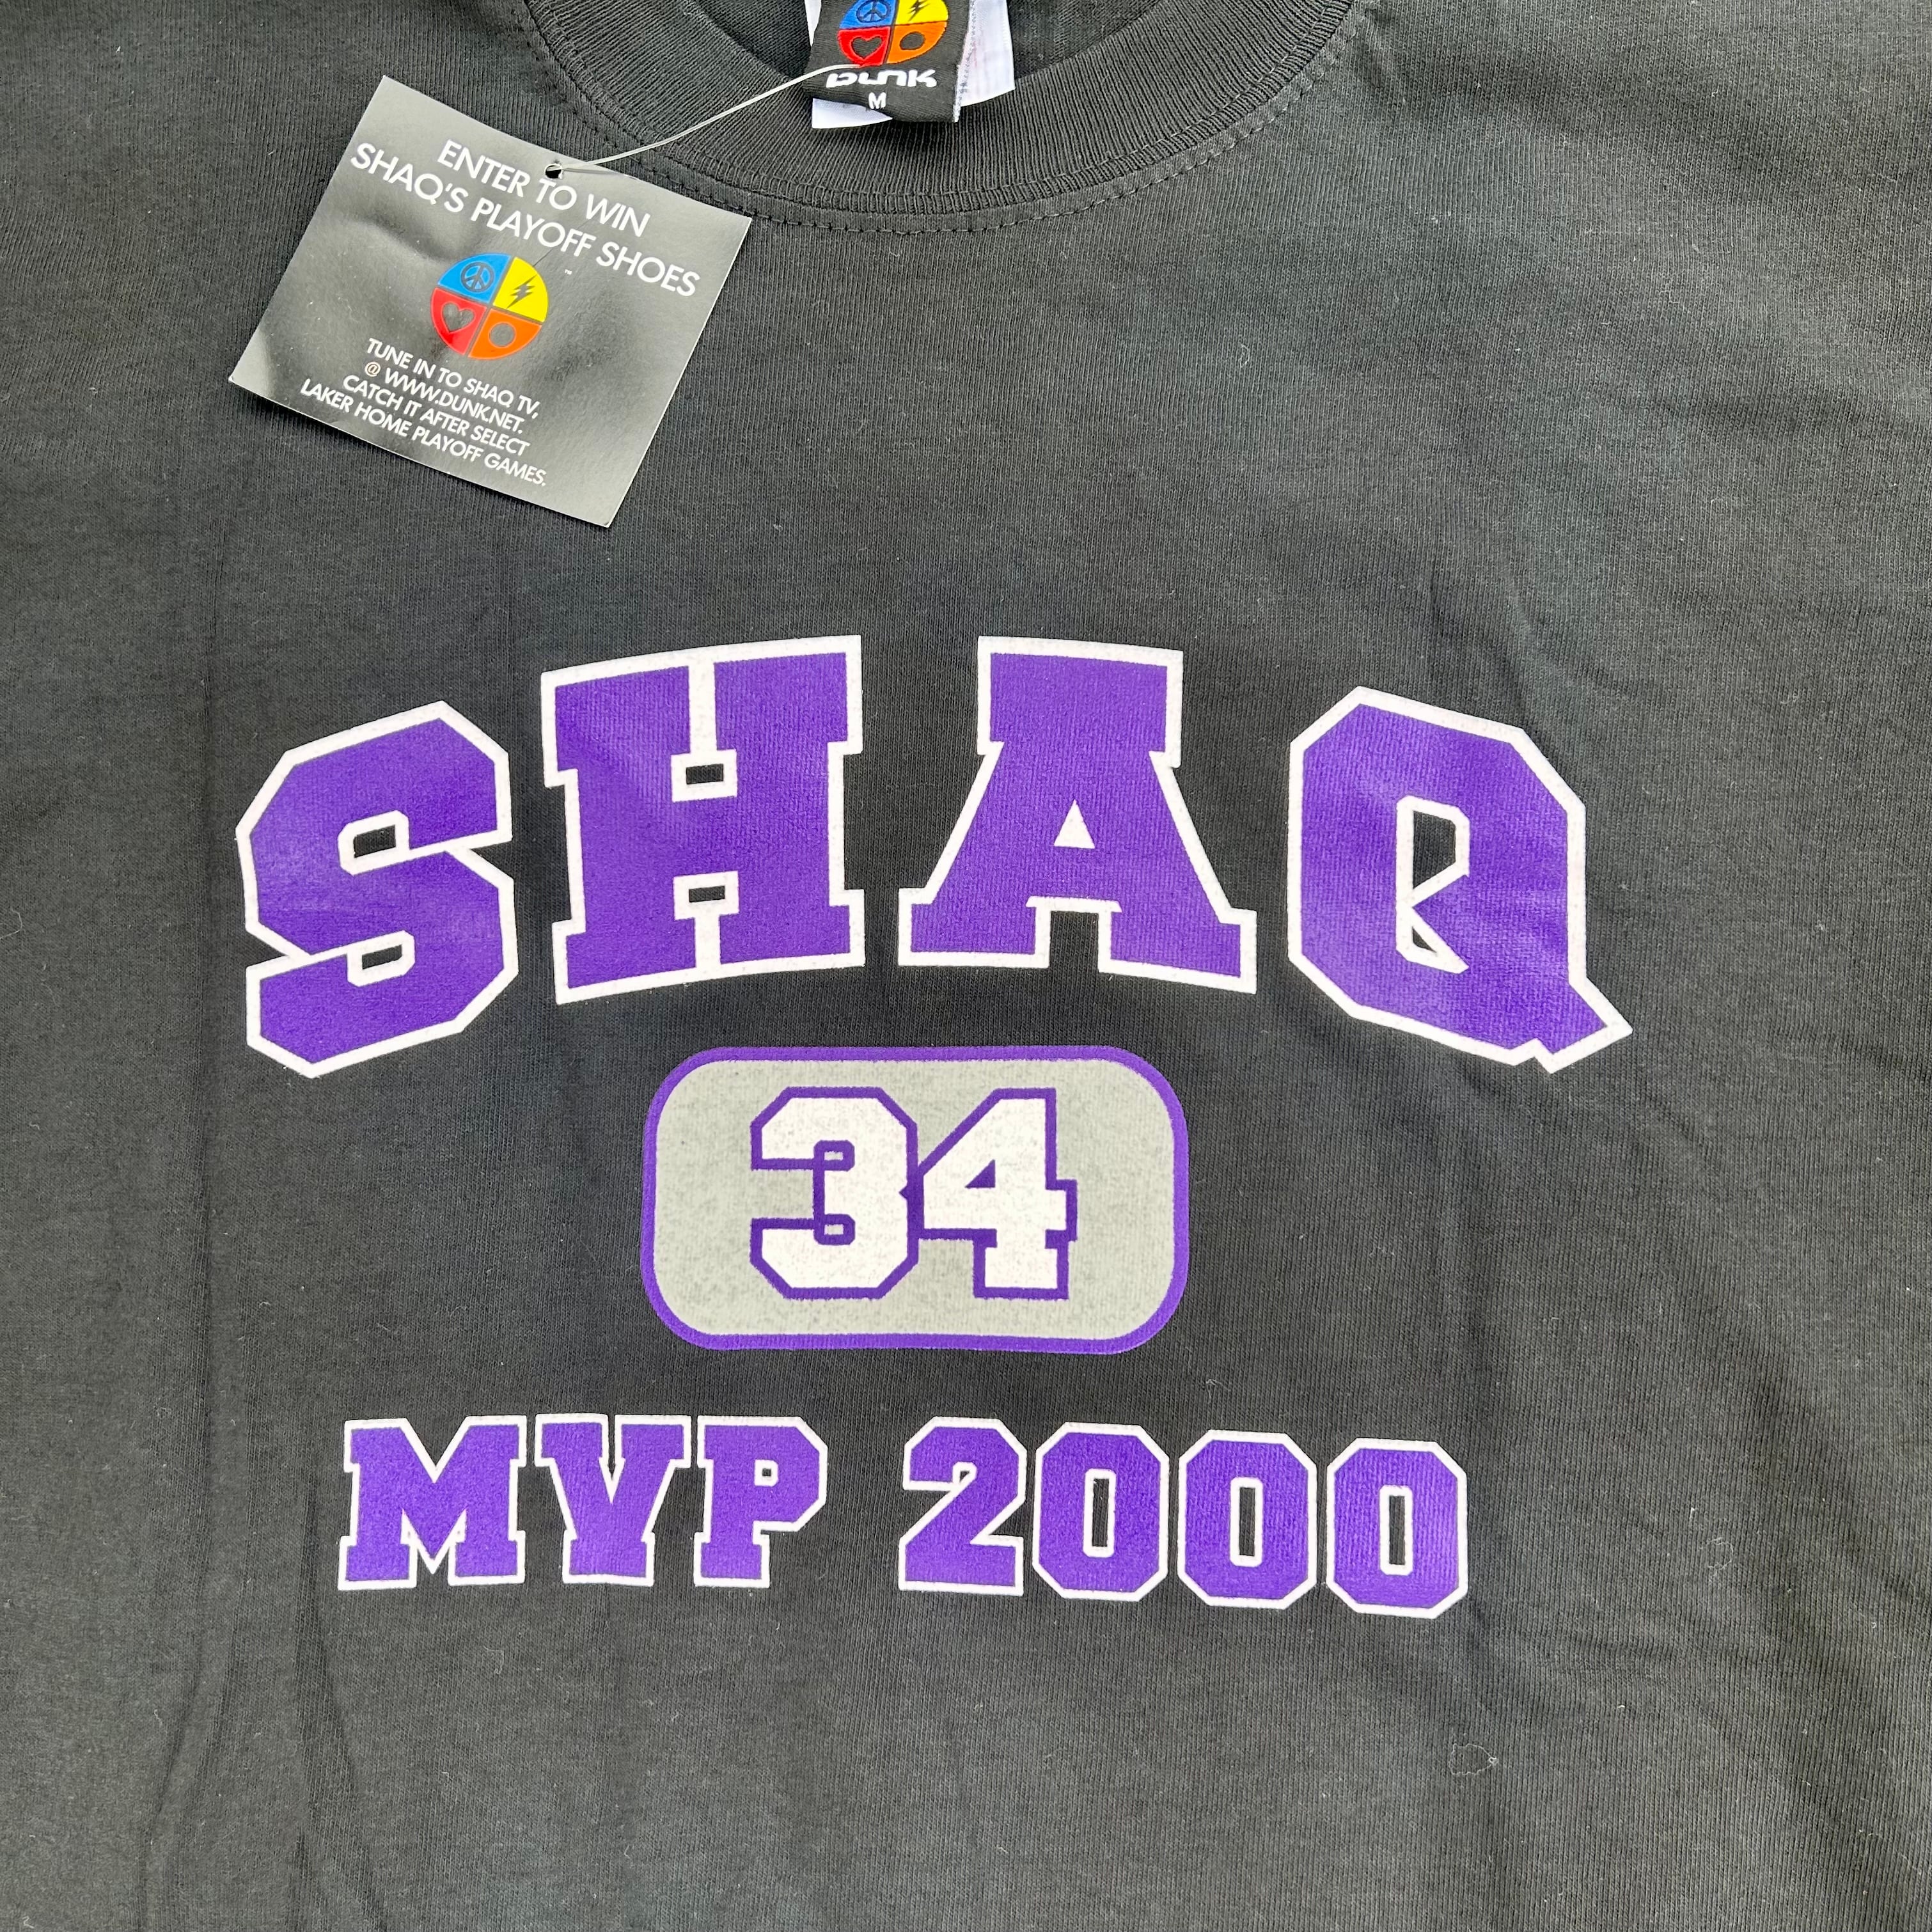 Dunk
M
ENTER TO WIN
SHAQ'S PLAYOFF SHOES
TUNE IN TO SHAQ TV,
@ WWW.DUNK.NET.
CATCH IT AFTER SELECT
LAKER HOME PLAYOFF GAMES.
SHAQ
34
MVP 2000